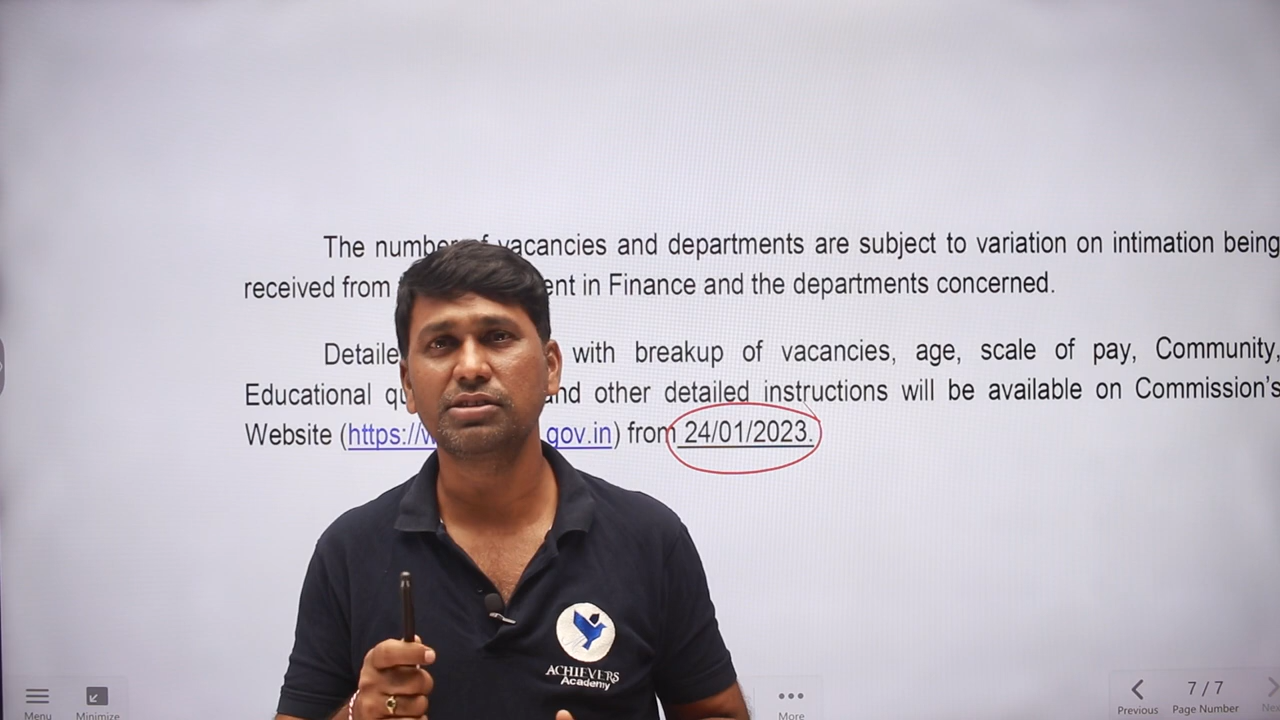 The number of vacancies and departments are subject to variation on intimation being
received from in Finance and the departments concerned.
with breakup of vacancies, age, scale of pay, Community,
Educational and other detailed instructions will be available on Commission's
Website (https:// gov.in) from 24/01/2023.
ACHIEVERS
Academy
Menu
Minimize
More
Previous
7 / 7
Page Number